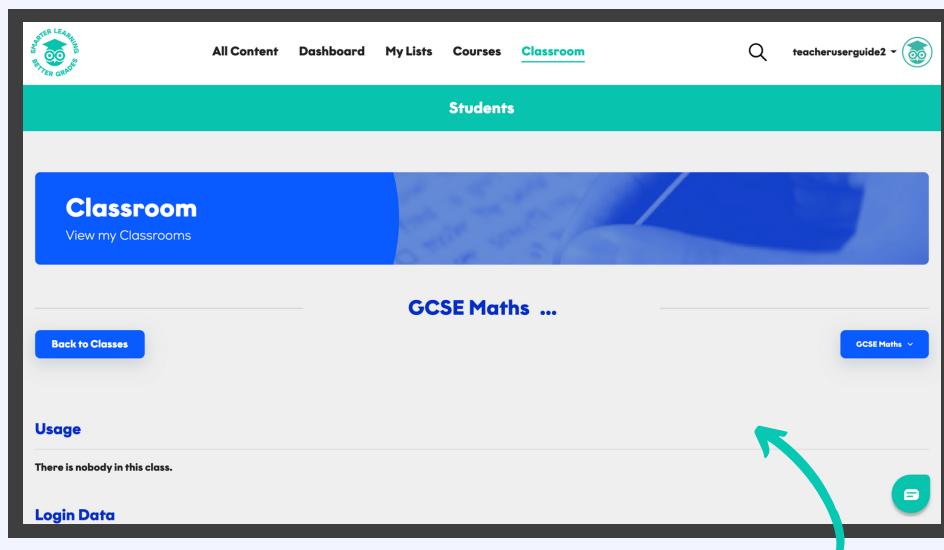 SMARTER LEARNING
BETTER GRADES
All Content Dashboard My Lists Courses Classroom
teacheruserguide2
Students
Classroom
View my Classrooms
GCSE Maths ...
Back to Classes
GCSE Maths
Usage
There is nobody in this class.
Login Data